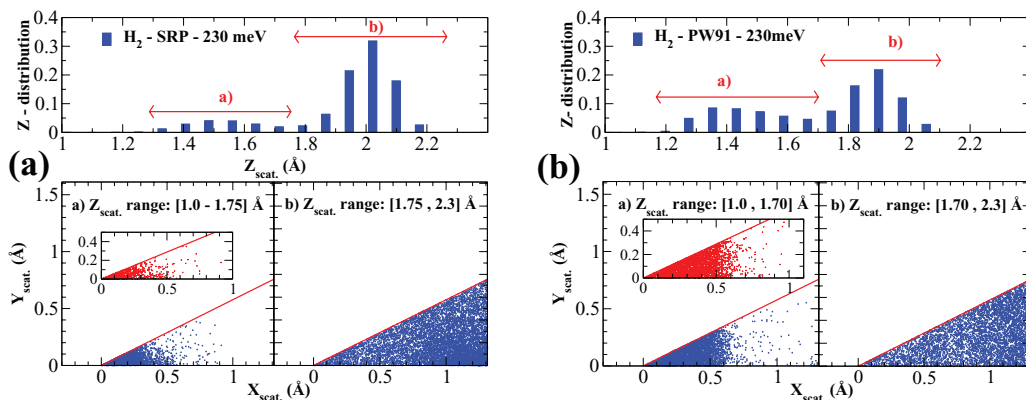 0.4
0.3
0.2
0.1
0
Z - distribution
H2 - SRP - 230 meV
a)
b)
1 1.2 1.4 1.6 1.8 2 2.2
Zscat. (Å)
(a)
1.5
1
0.5
0
Yscat. (Å)
a) Zscat. range: [1.0 - 1.75] Å
0.4
0.2
0
0 0.5 1
b) Zscat. range: [1.75 , 2.3] Å
0 0.5 1
0 0.5 1
Xscat. (Å)
0.4
0.3
0.2
0.1
0
Z- distribution
H2 - PW91 - 230meV
a)
b)
1 1.2 1.4 1.6 1.8 2 2.2
Zscat. (Å)
(b)
1.5
1
0.5
0
Yscat. (Å)
a) Zscat. range: [1.0 , 1.70] Å
0.4
0.2
0
0 0.5 1
b) Zscat. range: [1.70 , 2.3] Å
0 0.5 1
0 0.5 1
Xscat. (Å)